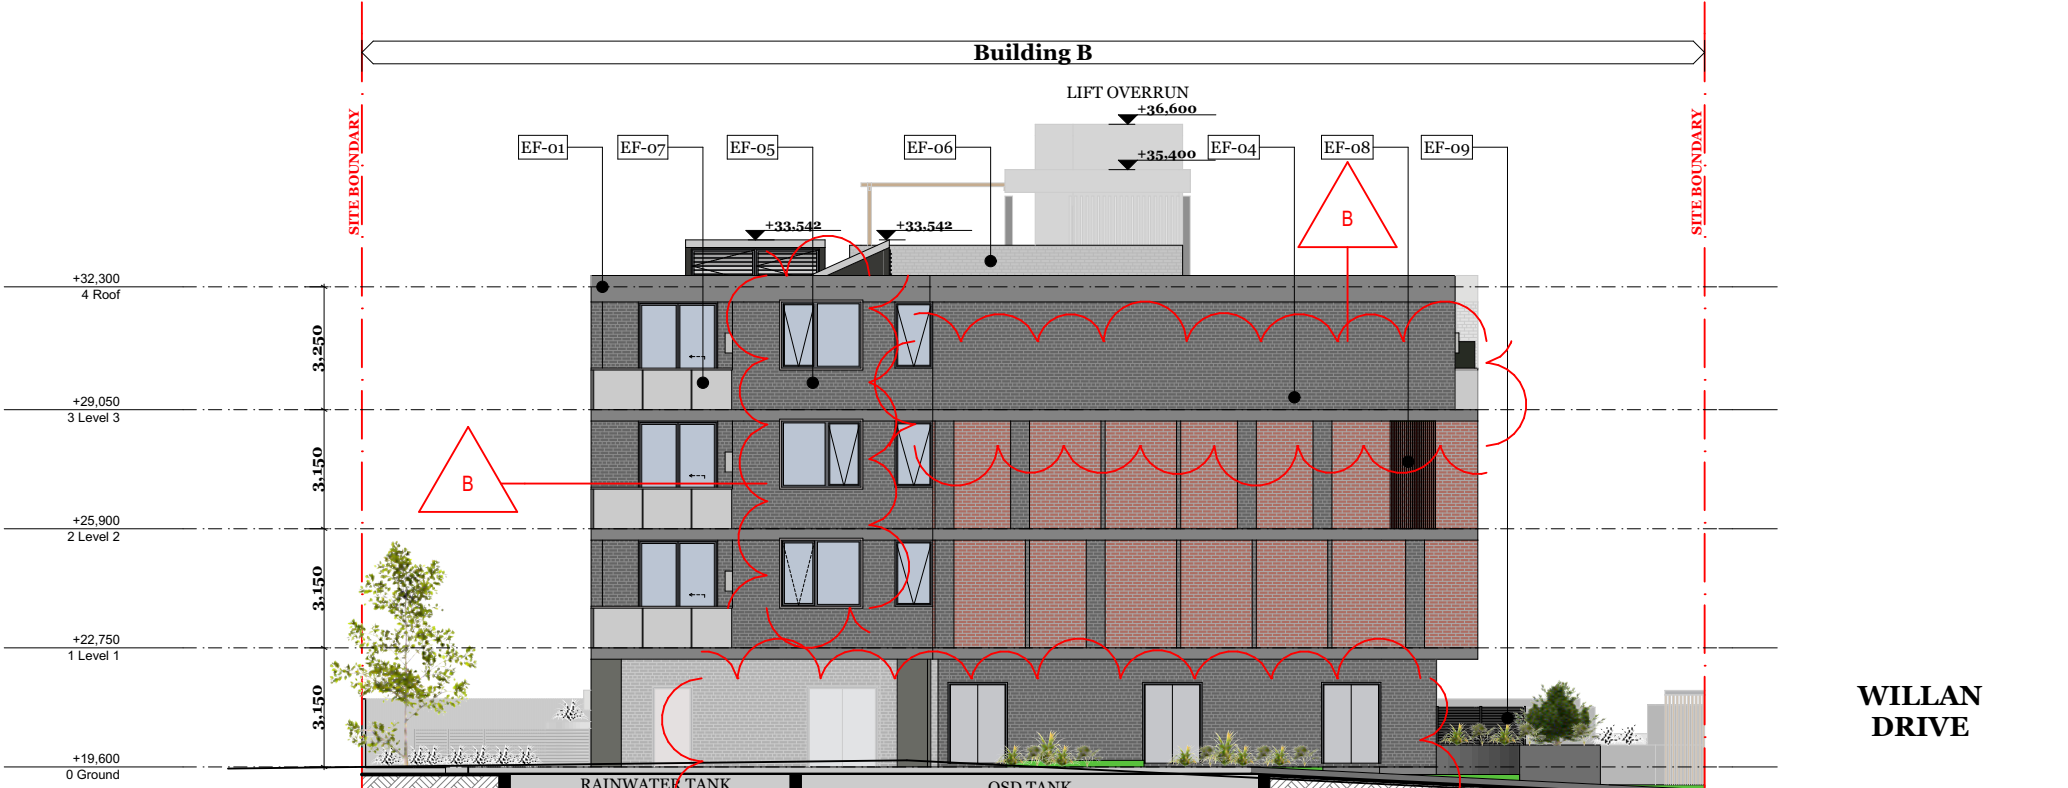 Building B
LIFT OVERRUN
+36,600
+35,400
SITE BOUNDARY
SITE BOUNDARY
EF-01
EF-07
EF-05
EF-06
EF-04
EF-08
EF-09
B
+33,542
+33,542
+32,300
4 Roof
3,250
+29,050
3 Level 3
3,150
B
+25,900
2 Level 2
3,150
+22,750
1 Level 1
3,150
WILLAN
DRIVE
+19,600
0 Ground
RAINWATER TANK
OSD TANK